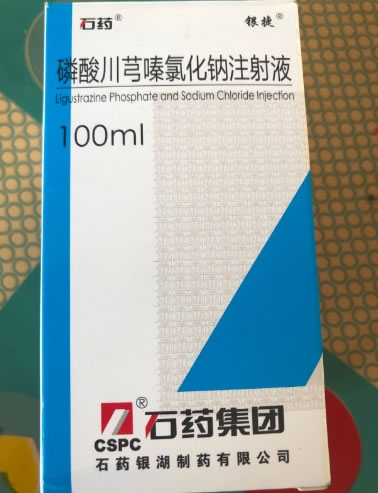 石药® 银捷®
磷酸川芎嗪氯化钠注射液
Ligustrazine Phosphate and Sodium Chloride Injection
100ml
CSPC® 石药集团
石药银湖制药有限公司